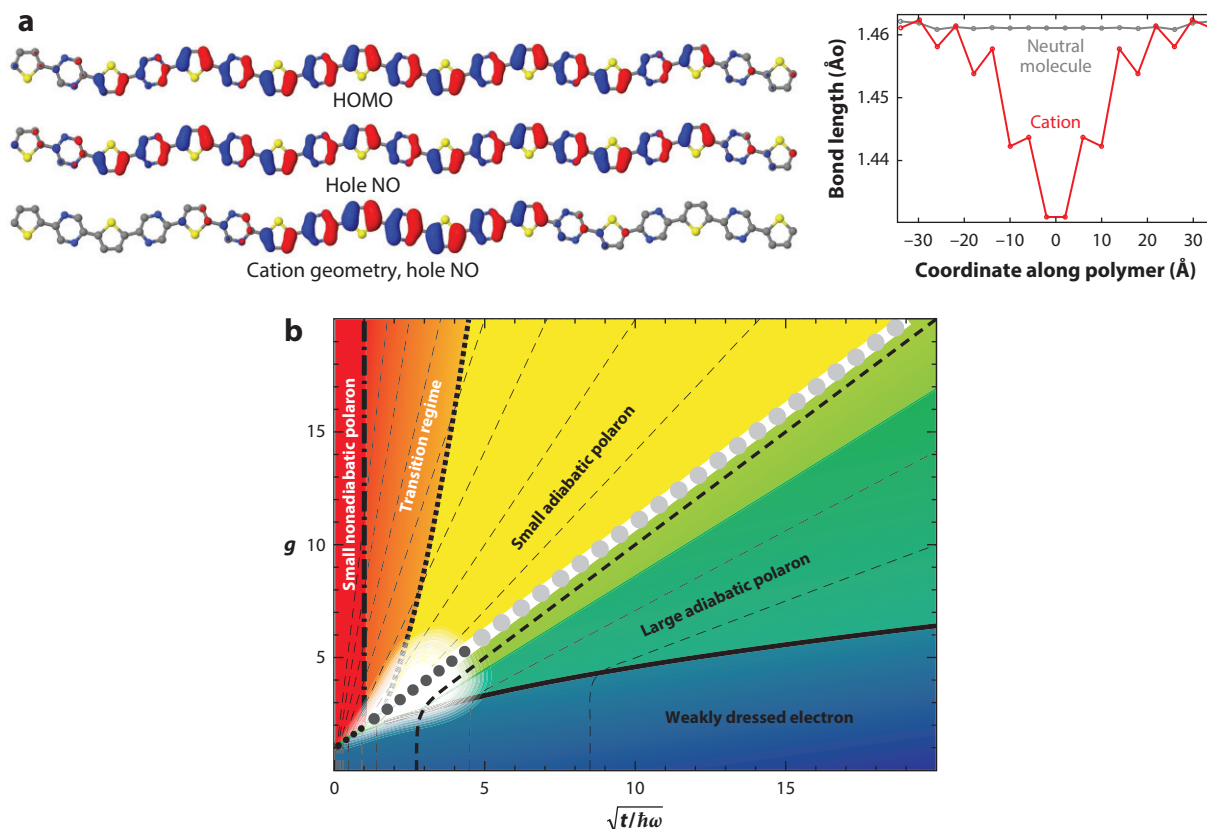 a
HOMO
Hole NO
Cation geometry, hole NO
Bond length (Åo)
1.46
1.45
1.44
Neutral
molecule
Cation
–30
–20
–10
0
10
20
30
Coordinate along polymer (Å)
b
g
15
10
5
Small nonadiabatic polaron
Transition regime
Small adiabatic polaron
Large adiabatic polaron
Weakly dressed electron
0
5
10
15
√t/ħω